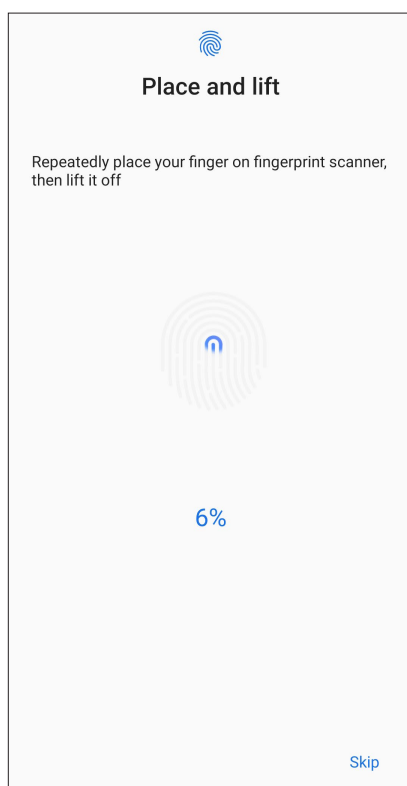 Place and lift
Repeatedly place your finger on fingerprint scanner,
then lift it off
6%
Skip